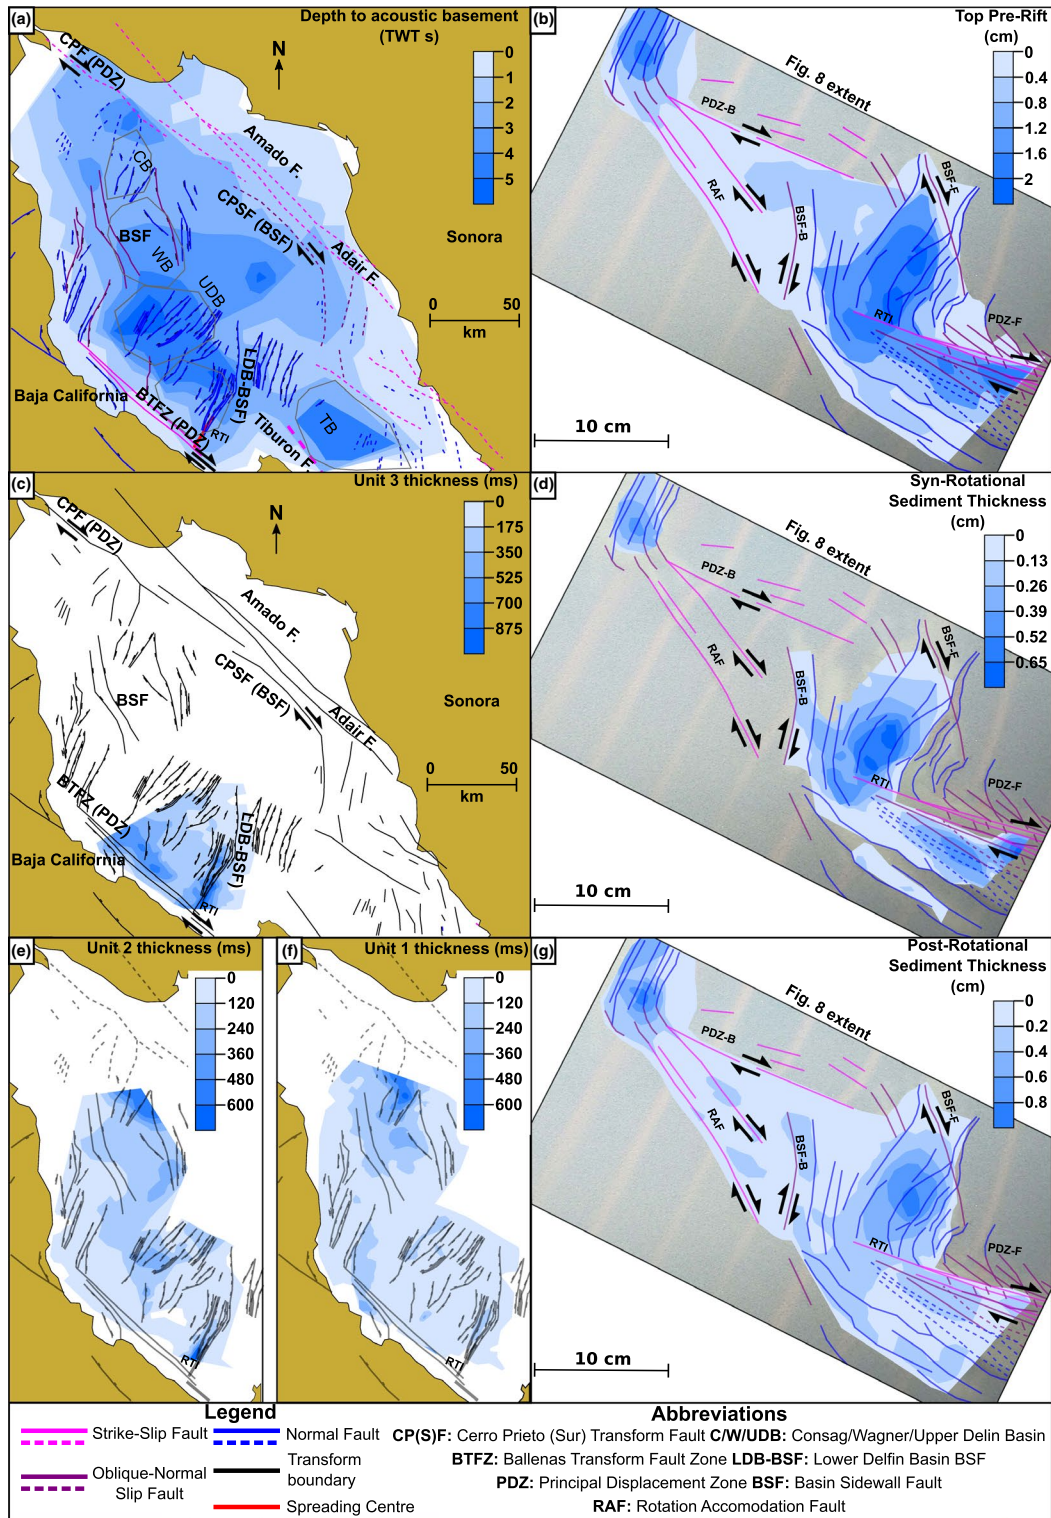 (a)
Depth to acoustic basement
(TWT s)
0
1
2
3
4
5
CPF (PDZ)
N
Amado F.
CB
CPSF (BSF)
BSF
WB
UDB
Adair F.
Sonora
0 50
km
LDB-BSF)
Baja California
BTFZ (PDZ)
RTI
Tiburon F.
TB
(b)
Top Pre-Rift
(cm)
0
0.4
0.8
1.2
1.6
2
Fig. 8 extent
PDZ-B
RAF
BSF-B
BSF-F
RTI
PDZ-F
10 cm
(c)
Unit 3 thickness (ms)
0
175
350
525
700
875
CPF (PDZ)
N
Amado F.
CPSF (BSF)
BSF
Adair F.
Sonora
0 50
km
BTFZ (PDZ)
LDB-BSF)
Baja California
RTI
(d)
Syn-Rotational
Sediment Thickness
(cm)
0
0.13
0.26
0.39
0.52
0.65
Fig. 8 extent
PDZ-B
RAF
BSF-B
BSF-F
RTI
PDZ-F
10 cm
(e)
Unit 2 thickness (ms)
0
120
240
360
480
600
RTI
(f)
Unit 1 thickness (ms)
0
120
240
360
480
600
RTI
(g)
Post-Rotational
Sediment Thickness
(cm)
0
0.2
0.4
0.6
0.8
Fig. 8 extent
PDZ-B
RAF
BSF-B
BSF-F
RTI
PDZ-F
10 cm
Legend
Strike-Slip Fault
Normal Fault
Oblique-Normal
Slip Fault
Transform
boundary
Spreading Centre
Abbreviations
CP(S)F: Cerro Prieto (Sur) Transform Fault C/W/UDB: Consag/Wagner/Upper Delin Basin
BTFZ: Ballenas Transform Fault Zone LDB-BSF: Lower Delfin Basin BSF
PDZ: Principal Displacement Zone BSF: Basin Sidewall Fault
RAF: Rotation Accomodation Fault